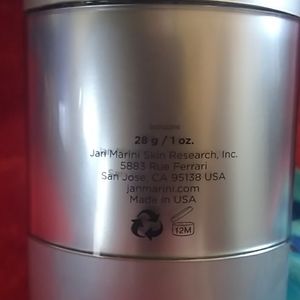 28 g / 1 oz.
Jan Marini Skin Research, Inc.
5883 Rue Ferrari
San Jose, CA 95138 USA
janmarini.com
Made in USA
12M